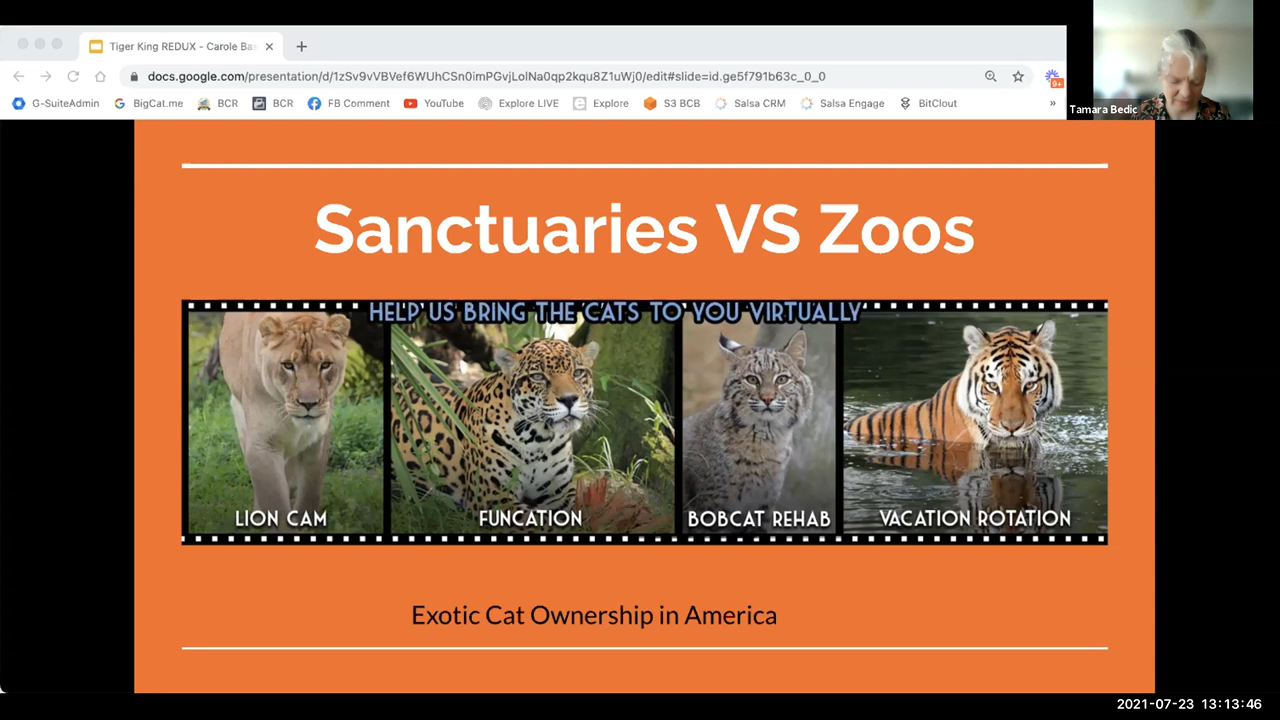 Tiger King REDUX - Carole Bas
docs.google.com/presentation/d/1zSv9vVBVef6WUhCSn0imPGvjLolNa0qp2kqu8Z1uWj0/edit#slide=id.ge5f791b63c_0_0
9+
G-SuiteAdmin BigCat.me BCR BCR FB Comment YouTube Explore LIVE Explore S3 BCB Salsa CRM Salsa Engage BitClout »
Tamara Bedic
Sanctuaries VS Zoos
HELP US BRING THE CATS TO YOU VIRTUALLY
LION CAM FUNCATION BOBCAT REHAB VACATION ROTATION
Exotic Cat Ownership in America
2021-07-23 13:13:46